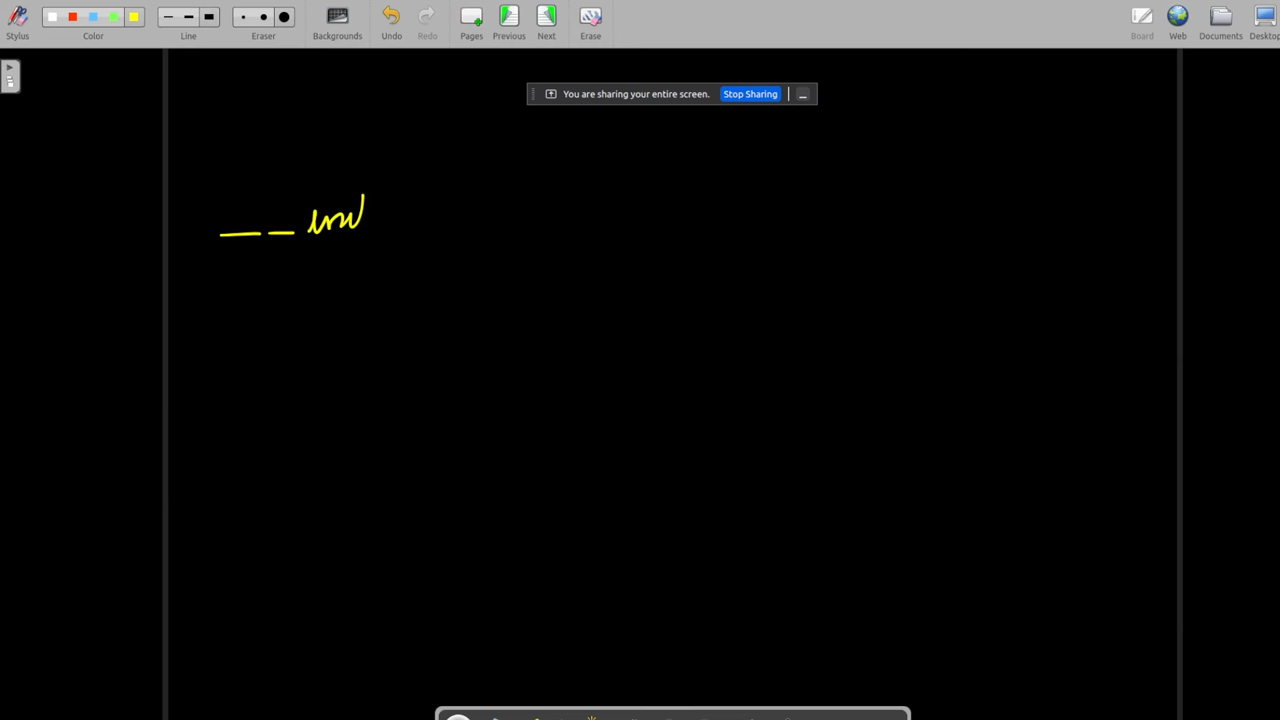 Stylus
Color
Line
Eraser
Backgrounds
Undo
Redo
Pages
Previous
Next
Erase
Board
Web
Documents
Desktop
You are sharing your entire screen. Stop Sharing